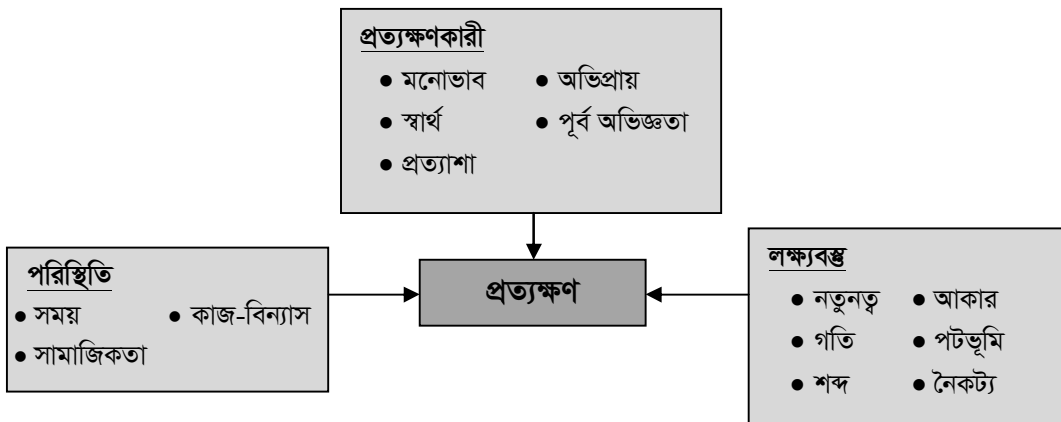 প্রত্যক্ষণকারী
● মনোভাব ● অভিপ্রায়
● স্বার্থ ● পূর্ব অভিজ্ঞতা
● প্রত্যাশা
পরিস্থিতি
● সময় ● কাজ-বিন্যাস
● সামাজিকতা
প্রত্যক্ষণ
লক্ষ্যবস্তু
● নতুনত্ব ● আকার
● গতি ● পটভূমি
● শব্দ ● নৈকট্য